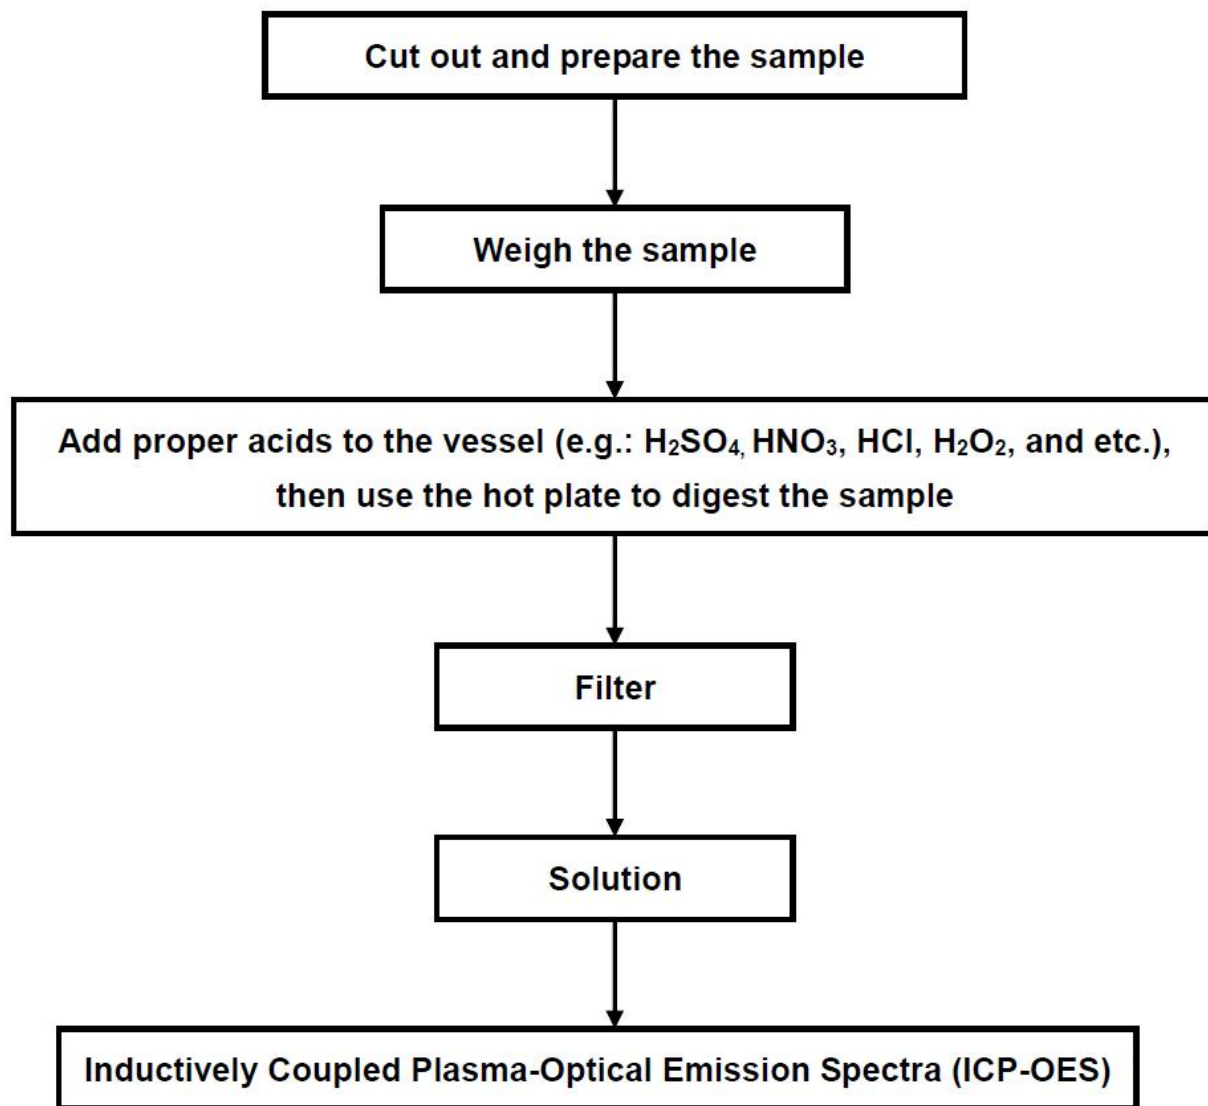 Cut out and prepare the sample
Weigh the sample
Add proper acids to the vessel (e.g.: H₂SO₄, HNO₃, HCl, H₂O₂, and etc.),
then use the hot plate to digest the sample
Filter
Solution
Inductively Coupled Plasma-Optical Emission Spectra (ICP-OES)